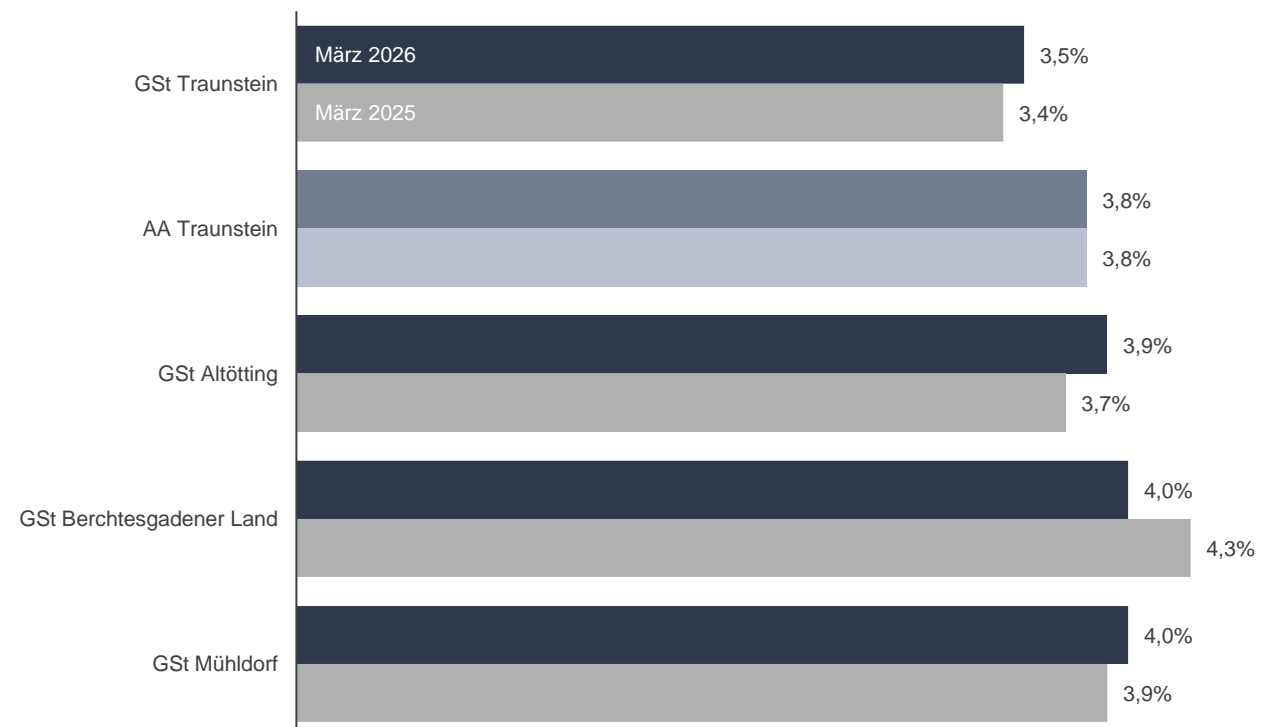 März 2026
3,5%
GSt Traunstein
März 2025
3,4%
3,8%
AA Traunstein
3,8%
3,9%
GSt Altötting
3,7%
4,0%
GSt Berchtesgadener Land
4,3%
4,0%
GSt Mühldorf
3,9%